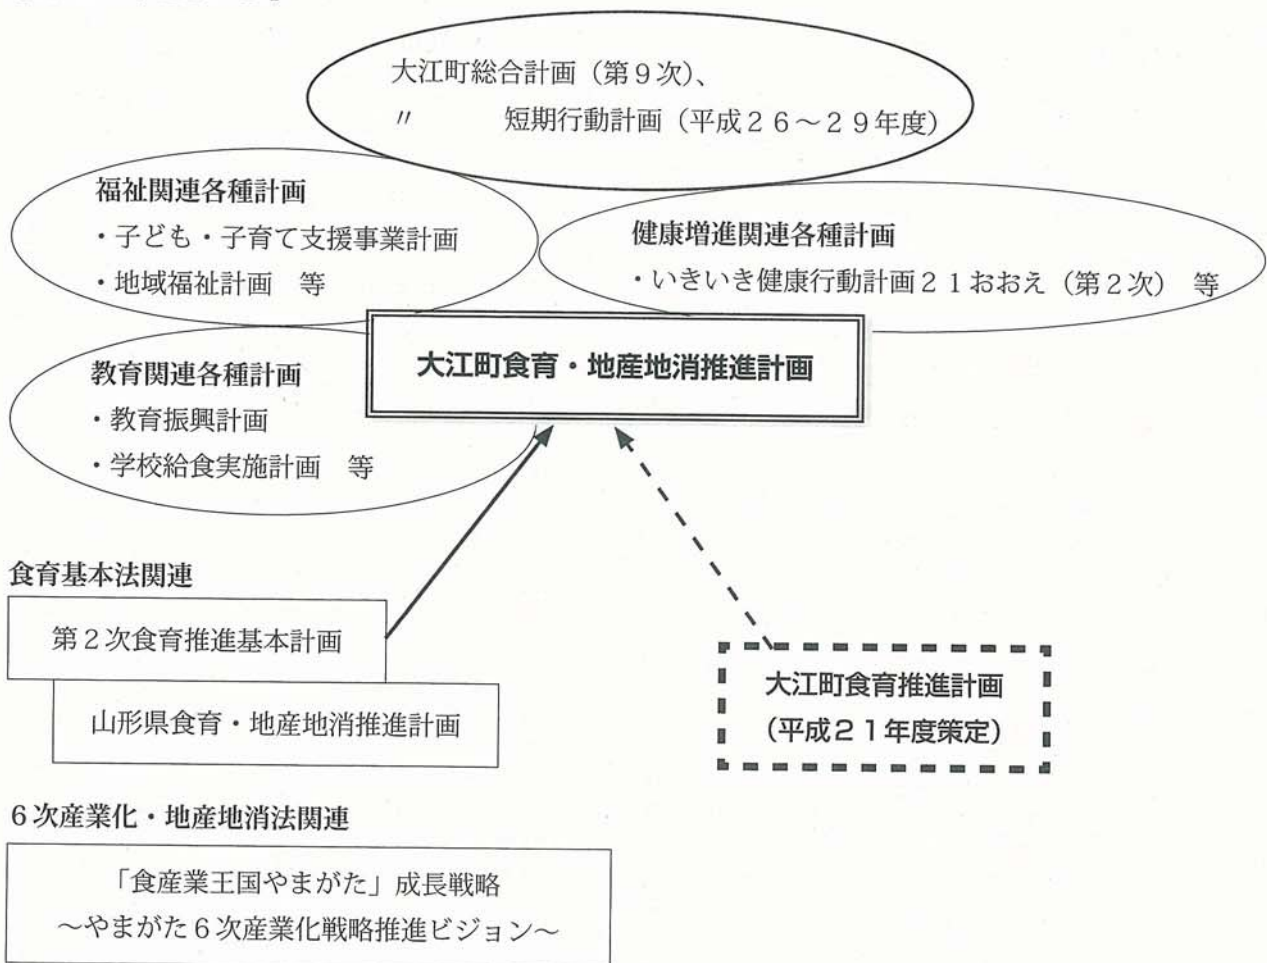 大江町総合計画(第9次)、
〃　　短期行動計画(平成26～29年度)
福祉関連各種計画
・子ども・子育て支援事業計画
・地域福祉計画　等
健康増進関連各種計画
・いきいき健康行動計画21おおえ(第2次)　等
大江町食育・地産地消推進計画
教育関連各種計画
・教育振興計画
・学校給食実施計画　等
食育基本法関連
第2次食育推進基本計画
山形県食育・地産地消推進計画
大江町食育推進計画
(平成21年度策定)
6次産業化・地産地消法関連
「食産業王国やまがた」成長戦略
～やまがた6次産業化戦略推進ビジョン～